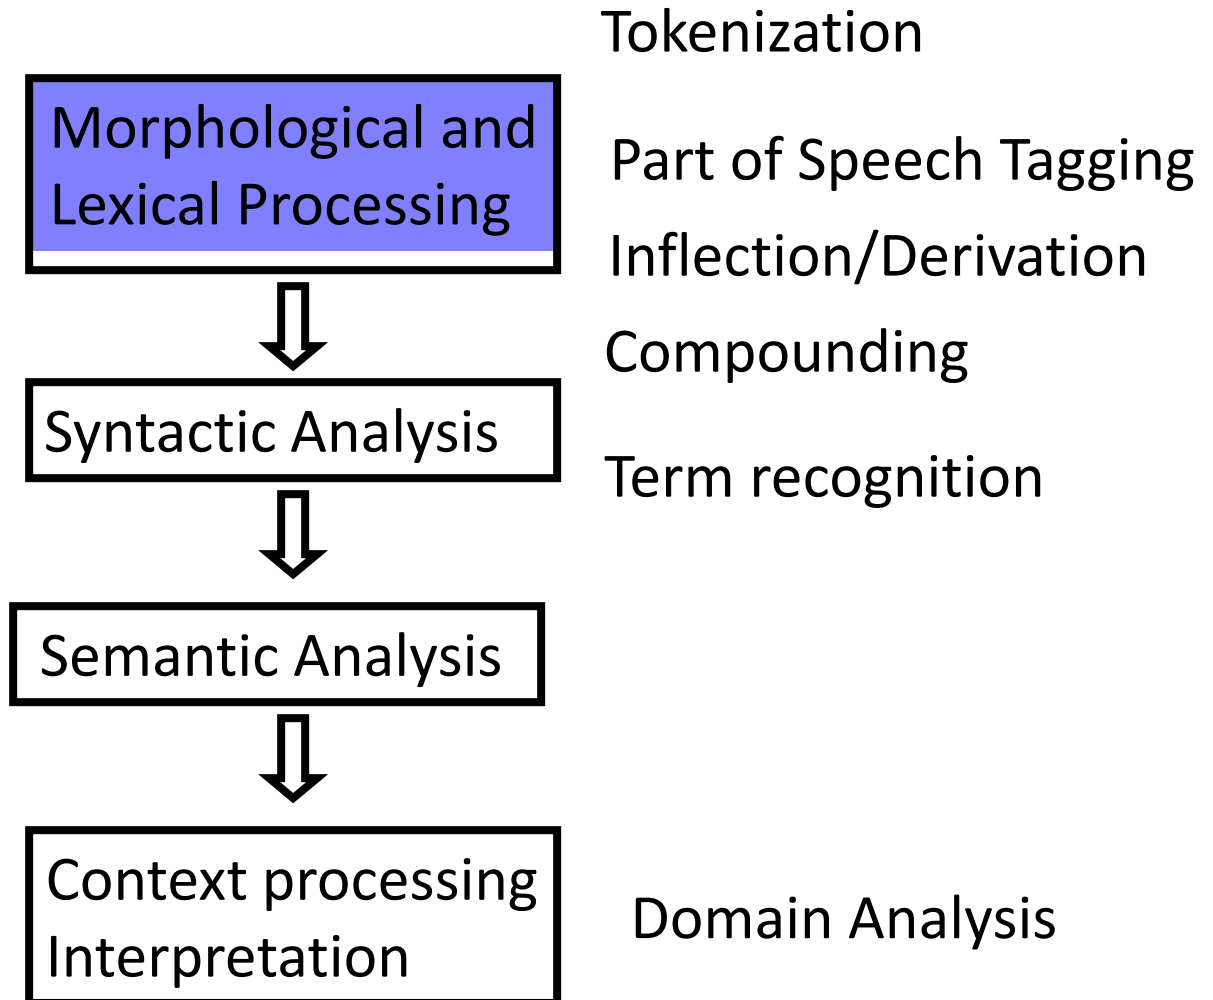 Tokenization
Morphological and
Lexical Processing
Part of Speech Tagging
Inflection/Derivation
Compounding
Syntactic Analysis
Term recognition
Semantic Analysis
Context processing
Interpretation
Domain Analysis